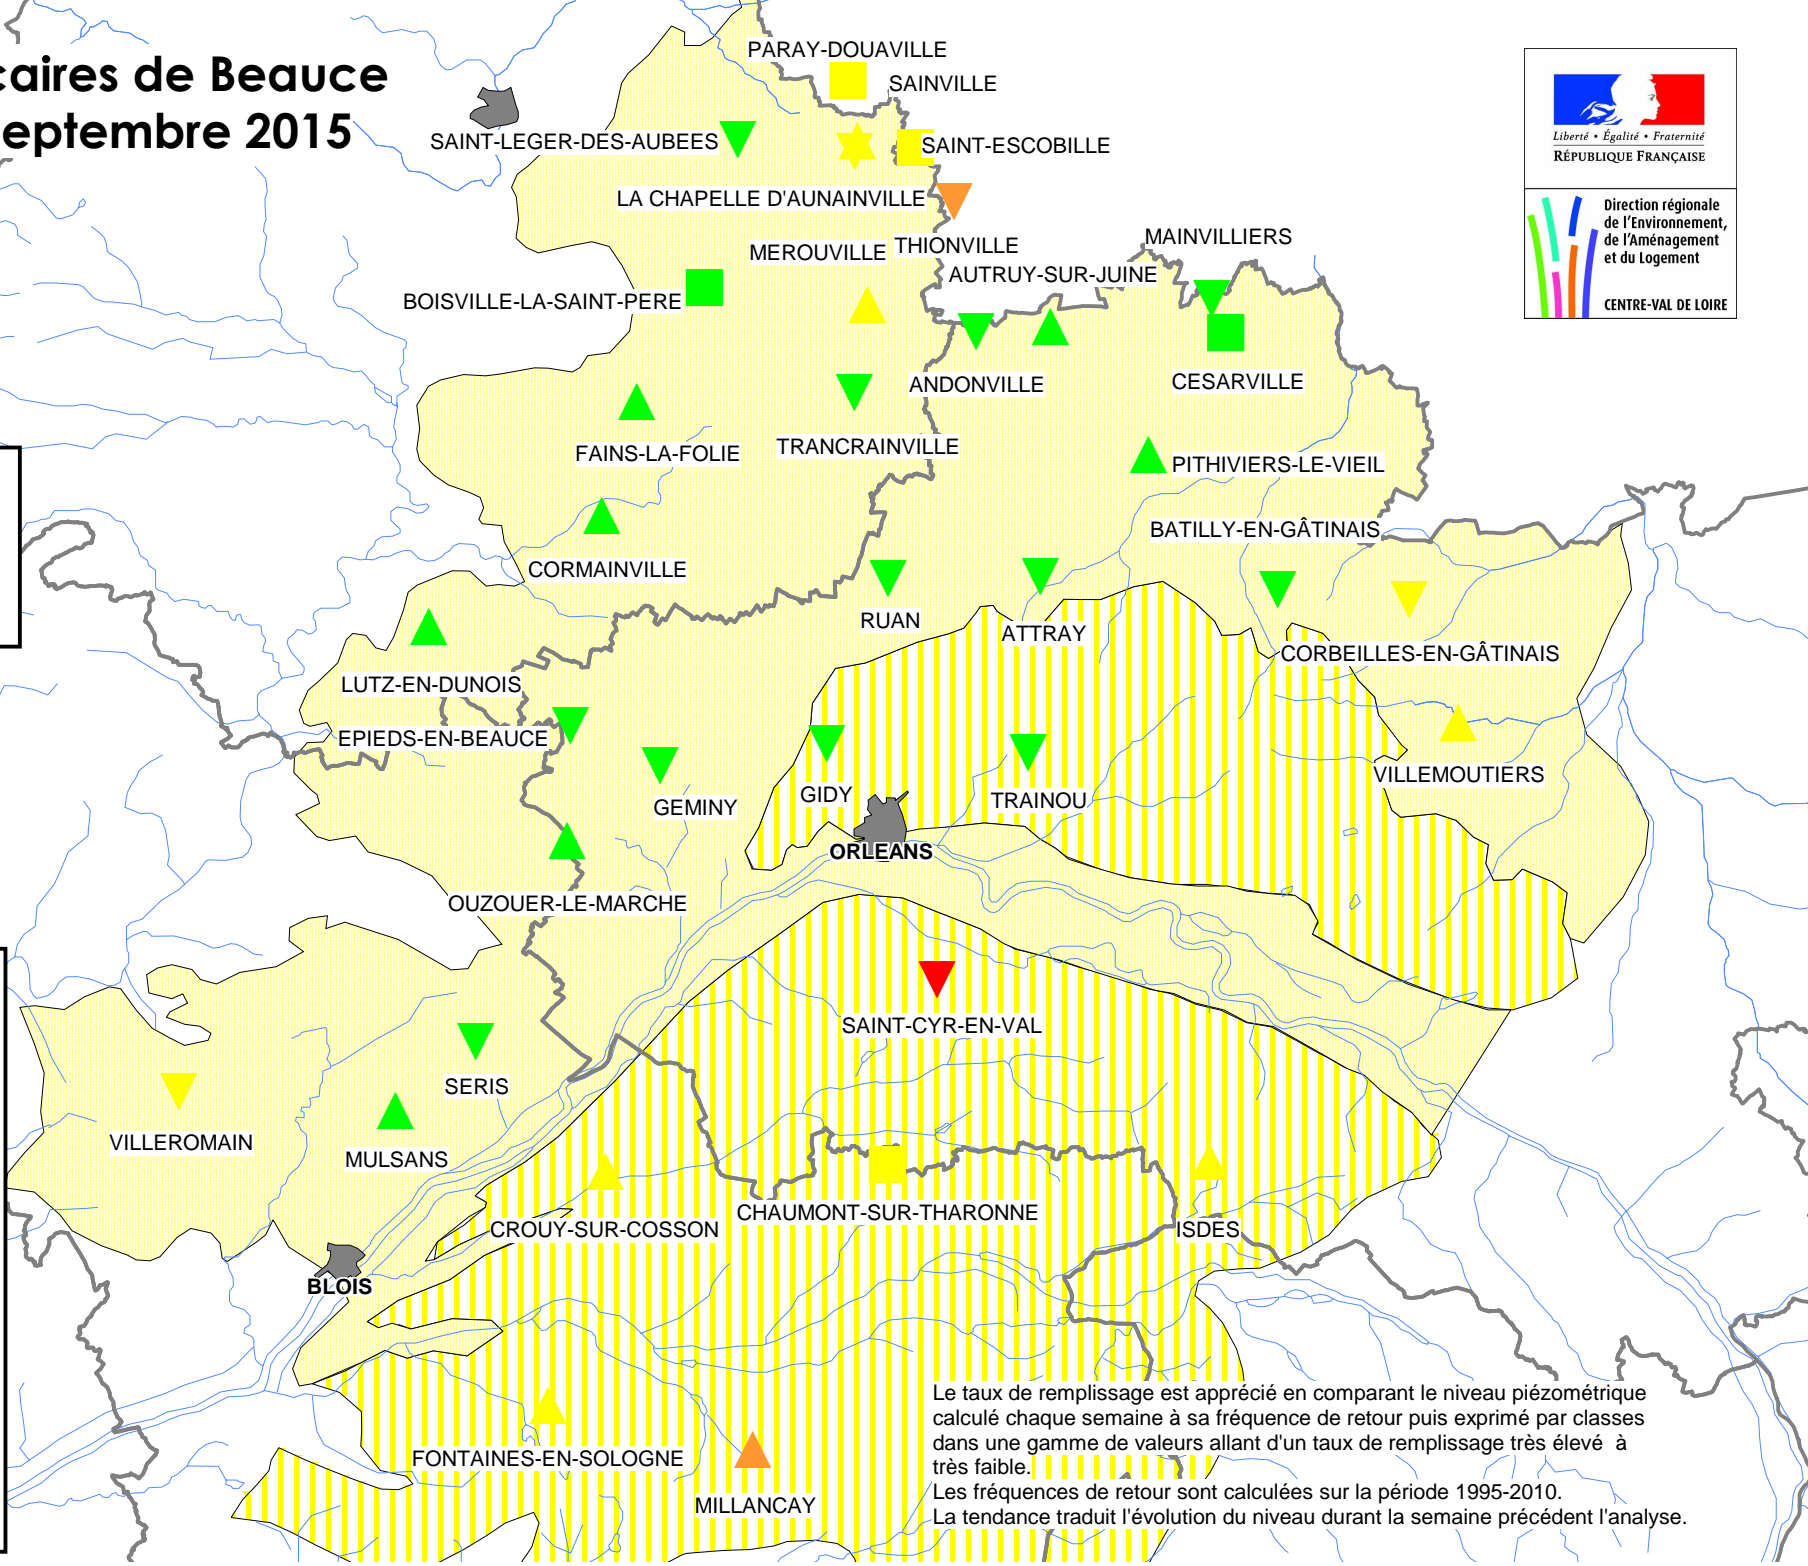 caires de Beauce
eptembre 2015
PARAY-DOUAVILLE
SAINVILLE
SAINT-LEGER-DES-AUBEES
SAINT-ESCOBILLE
LA CHAPELLE D'AUNAINVILLE
MEROUVILLE
THIONVILLE
MAINVILLIERS
AUTRUY-SUR-JUINE
BOISVILLE-LA-SAINT-PERE
ANDONVILLE
CESARVILLE
FAINS-LA-FOLIE
TRANCRAINVILLE
PITHIVIERS-LE-VIEIL
BATILLY-EN-GÂTINAIS
CORMAINVILLE
RUAN
ATTRAY
CORBEILLES-EN-GÂTINAIS
LUTZ-EN-DUNOIS
EPIEDS-EN-BEAUCE
VILLEMOUTIERS
GEMINY
GIDY
TRAINOU
ORLEANS
OUZOUER-LE-MARCHE
SAINT-CYR-EN-VAL
SERIS
VILLEROMAIN
MULSANS
CROUY-SUR-COSSON
CHAUMONT-SUR-THARONNE
ISDES
BLOIS
FONTAINES-EN-SOLOGNE
MILLANCAY
Liberté • Égalité • Fraternité
RÉPUBLIQUE FRANÇAISE
Direction régionale
de l'Environnement,
de l'Aménagement
et du Logement
CENTRE-VAL DE LOIRE
Le taux de remplissage est apprécié en comparant le niveau piézométrique
calculé chaque semaine à sa fréquence de retour puis exprimé par classes
dans une gamme de valeurs allant d'un taux de remplissage très élevé à
très faible.
Les fréquences de retour sont calculées sur la période 1995-2010.
La tendance traduit l'évolution du niveau durant la semaine précédent l'analyse.